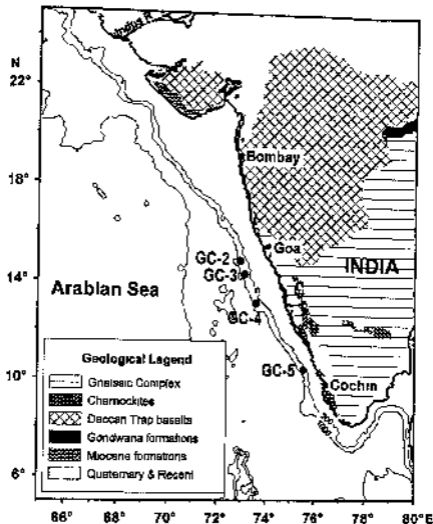 Indus R.
N
22°
Bombay
18°
Goa
GC-2
GC-3
INDIA
14°
Arabian Sea
GC-4
Geological Legend
GC-5
Gneissic Complex
Cochin
10°
Charnockites
Deccan Trap basalts
Gondwana formations
Miocene formations
6°
Quaternary & Recent
66°
68°
70°
72°
74°
76°
78°
80°E